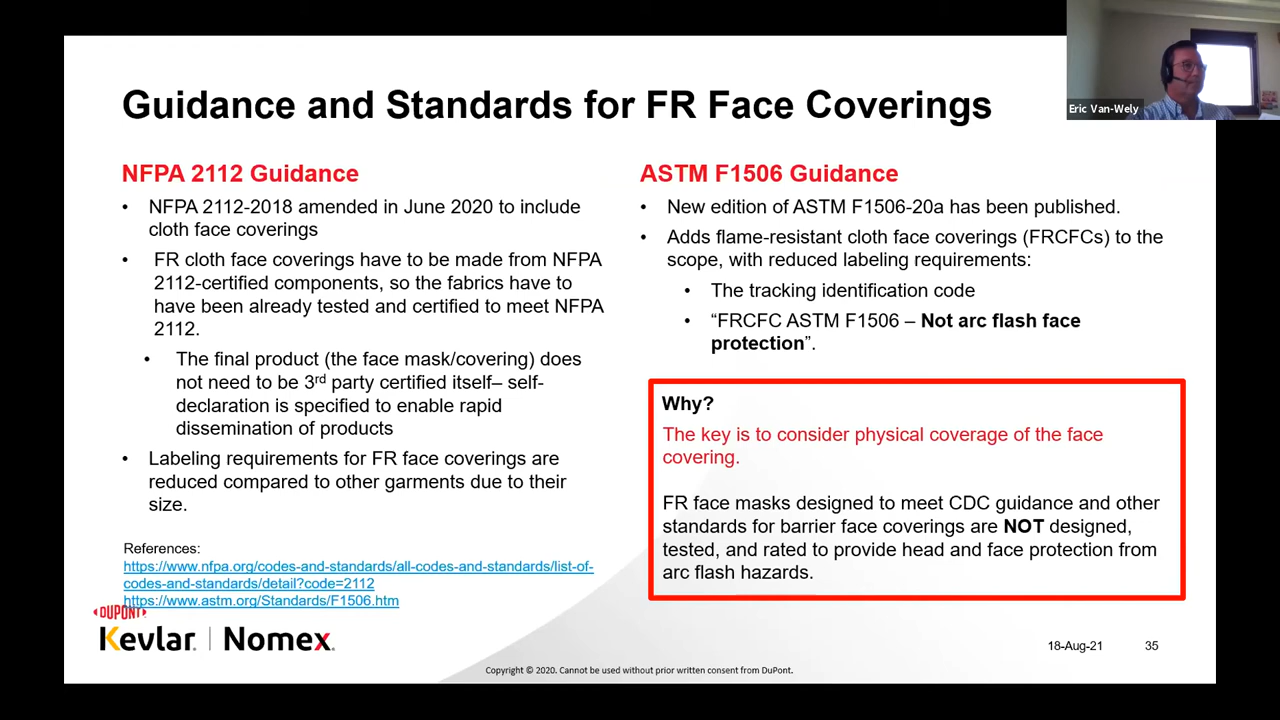 Guidance and Standards for FR Face Coverings
Eric Van-Wely
NFPA 2112 Guidance
• NFPA 2112-2018 amended in June 2020 to include
cloth face coverings
• FR cloth face coverings have to be made from NFPA
2112-certified components, so the fabrics have to
have been already tested and certified to meet NFPA
2112.
• The final product (the face mask/covering) does
not need to be 3rd party certified itself– self-
declaration is specified to enable rapid
dissemination of products
• Labeling requirements for FR face coverings are
reduced compared to other garments due to their
size.
References:
https://www.nfpa.org/codes-and-standards/all-codes-and-standards/list-of-
codes-and-standards/detail?code=2112
https://www.astm.org/Standards/F1506.htm
ASTM F1506 Guidance
• New edition of ASTM F1506-20a has been published.
• Adds flame-resistant cloth face coverings (FRCFCs) to the
scope, with reduced labeling requirements:
• The tracking identification code
• “FRCFC ASTM F1506 – Not arc flash face
protection”.
Why?
The key is to consider physical coverage of the face
covering.
FR face masks designed to meet CDC guidance and other
standards for barrier face coverings are NOT designed,
tested, and rated to provide head and face protection from
arc flash hazards.
DUPONT
Kevlar® | Nomex®
18-Aug-21 35
Copyright © 2020. Cannot be used without prior written consent from DuPont.